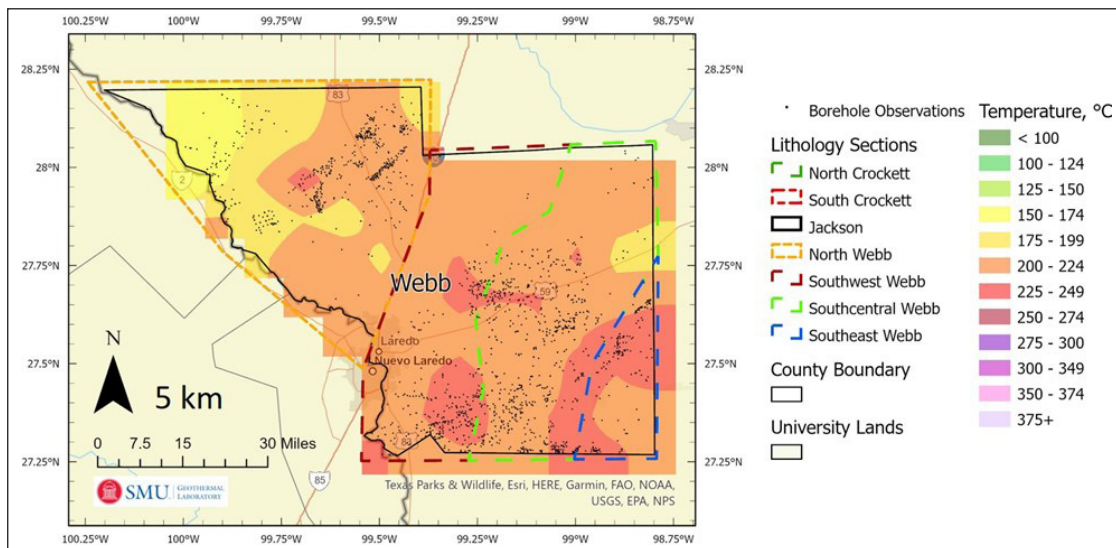 100.25°W 100°W 99.75°W 99.5°W 99.25°W 99°W 98.75°W
28.25°N 28.25°N
83
28°N 28°N
2
27.75°N 27.75°N
Webb
59
N
5 km
27.5°N 27.5°N
Laredo
Nuevo Laredo
0 7.5 15 30 Miles
83
27.25°N 27.25°N
85
SMU. GEOTHERMAL
LABORATORY
Texas Parks & Wildlife, Esri, HERE, Garmin, FAO, NOAA,
USGS, EPA, NPS
100.25°W 100°W 99.75°W 99.5°W 99.25°W 99°W 98.75°W
Borehole Observations
Lithology Sections
North Crockett
South Crockett
Jackson
North Webb
Southwest Webb
Southcentral Webb
Southeast Webb
County Boundary
University Lands
Temperature, °C
< 100
100 - 124
125 - 150
150 - 174
175 - 199
200 - 224
225 - 249
250 - 274
275 - 300
300 - 349
350 - 374
375+